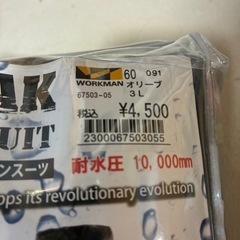 WORKMAN
60 091
オリーブ
67503-05
3L
税込 ¥4,500
2300067503055
AK
UIT
ンスーツ
耐水圧 10,000mm
ops its revolutionary evolution